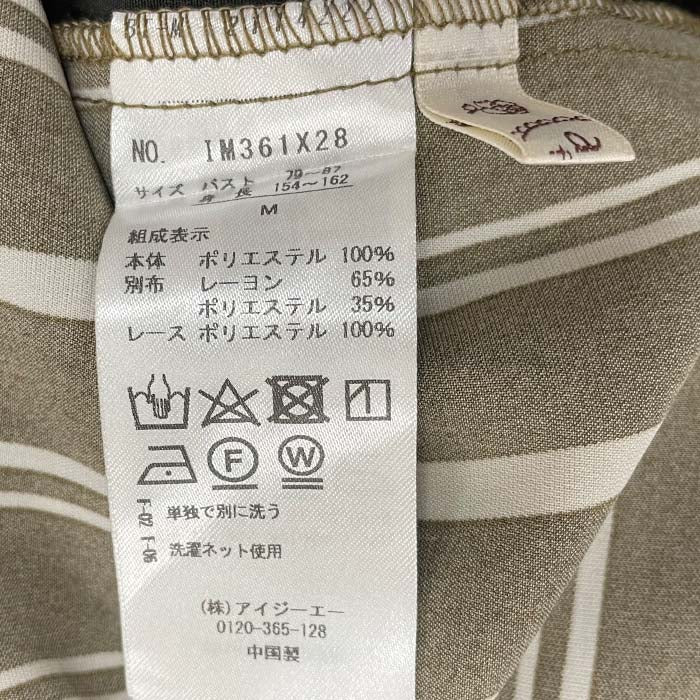 NO. IM361X28
サイズ バスト 79～87
身長 154～162
M
組成表示
本体 ポリエステル 100%
別布 レーヨン 65%
ポリエステル 35%
レース ポリエステル 100%
F
W
F-02 単独で別に洗う
F-06 洗濯ネット使用
(株)アイジーエー
0120-365-128
中国製